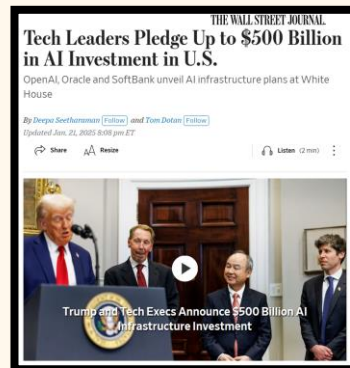 THE WALL STREET JOURNAL.
Tech Leaders Pledge Up to $500 Billion
in AI Investment in U.S.
OpenAI, Oracle and SoftBank unveil AI infrastructure plans at White
House
By Deepa Seetharaman Follow and Tom Dotan Follow
Updated Jan. 21, 2025 8:08 pm ET
Share AA Resize Listen (2 min)
Trump and Tech Execs Announce $500 Billion AI
Infrastructure Investment